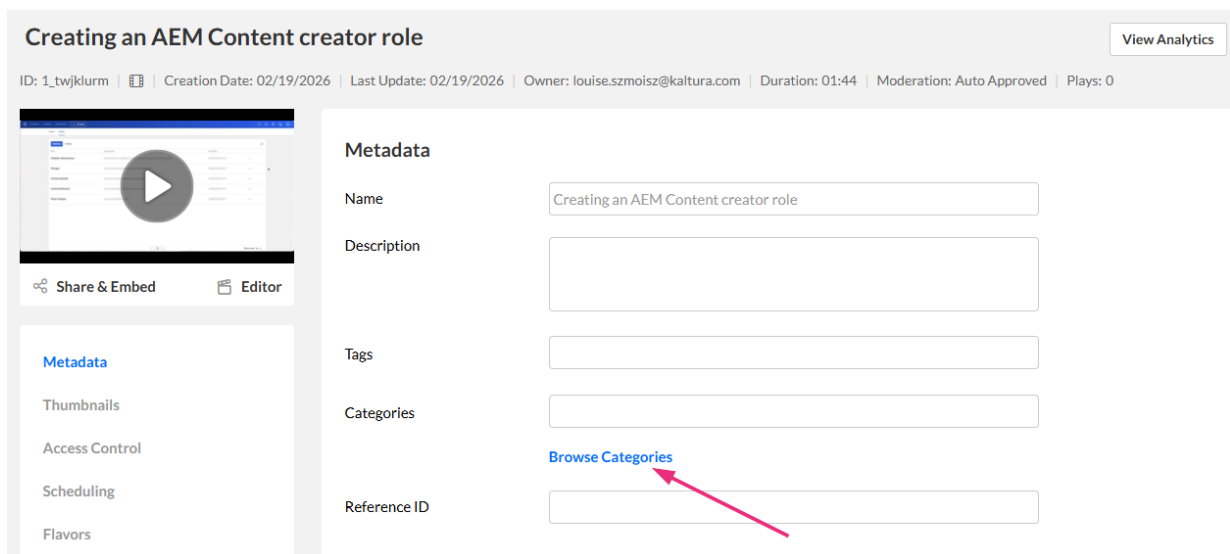 Creating an AEM Content creator role
View Analytics
ID: 1_twjklurm | Creation Date: 02/19/2026 | Last Update: 02/19/2026 | Owner: louise.szmoisz@kaltura.com | Duration: 01:44 | Moderation: Auto Approved | Plays: 0
Share & Embed
Editor
Metadata
Thumbnails
Access Control
Scheduling
Flavors
Metadata
Name
Creating an AEM Content creator role
Description
Tags
Categories
Browse Categories
Reference ID